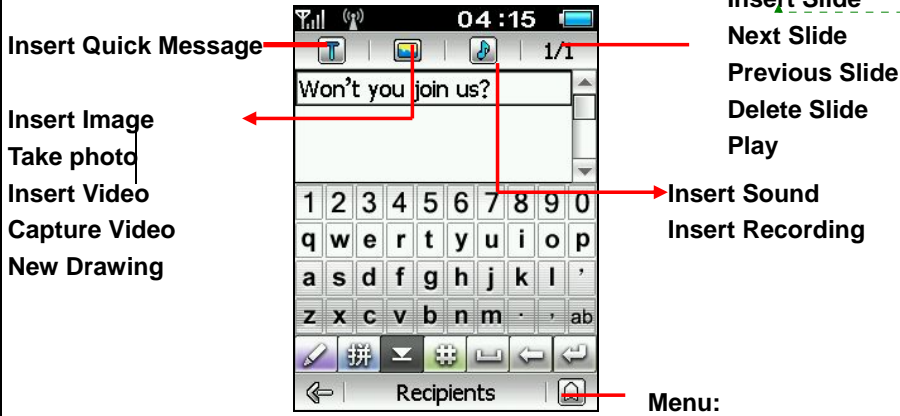 Insert Slide
04:15
Insert Quick Message
T
1/1
Next Slide
Previous Slide
Won't you join us?
Delete Slide
Insert Image
Play
Take photo
Insert Video
1 2 3 4 5 6 7 8 9 0
Insert Sound
Capture Video
q w e r t y u i o p
Insert Recording
New Drawing
a s d f g h j k l '
z x c v b n m . , ab
拼 #
Recipients
Menu: